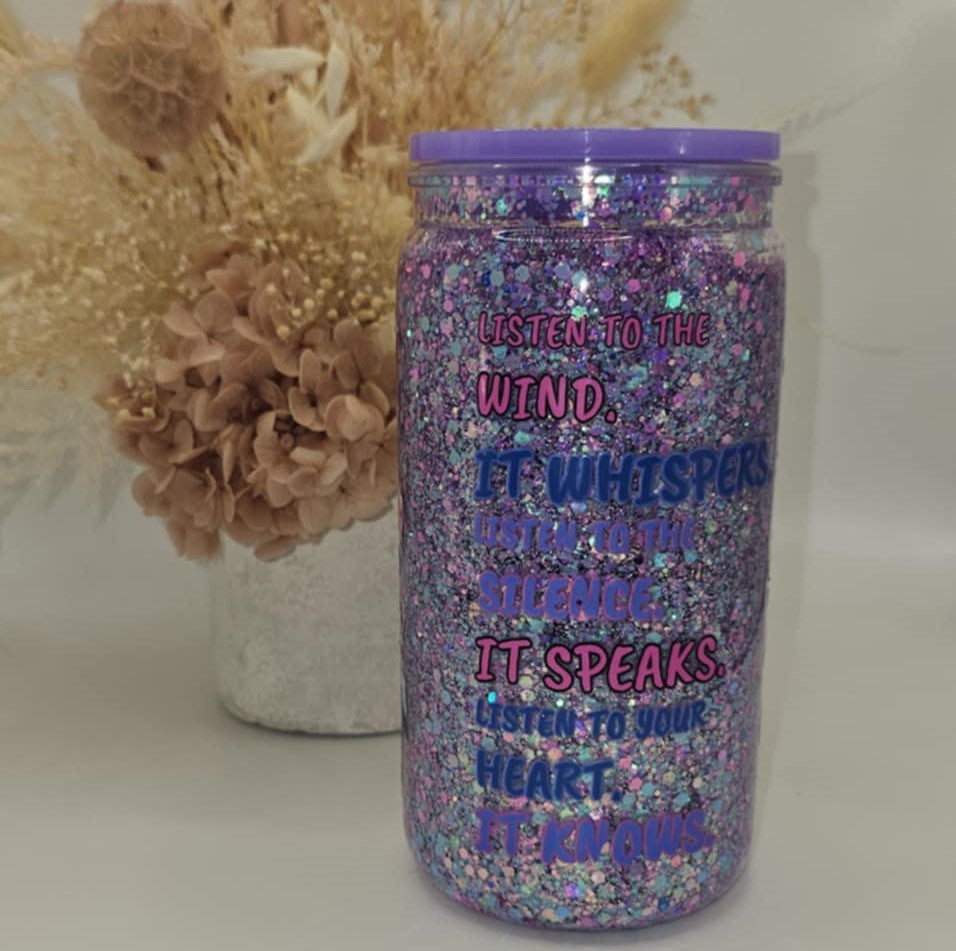 LISTEN TO THE
WIND.
IT WHISPERS
LISTEN TO THE
SILENCE.
IT SPEAKS.
LISTEN TO YOUR
HEART.
IT KNOWS.